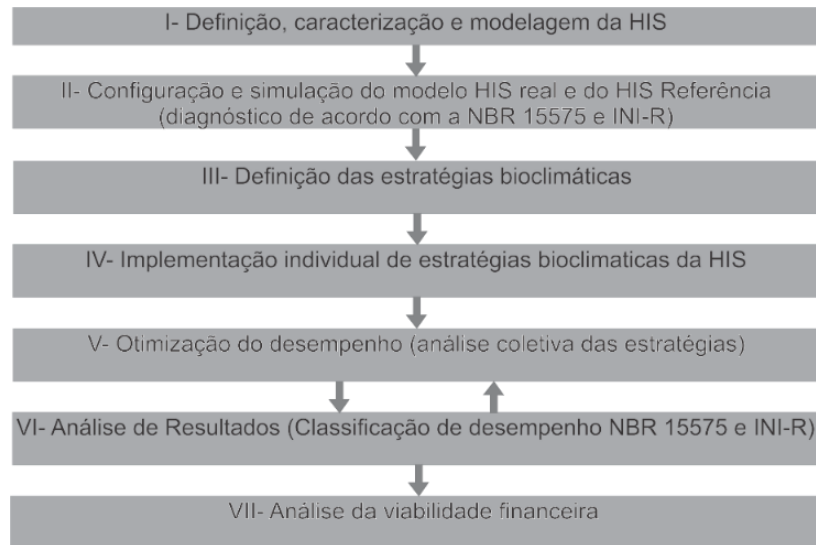 I- Definição, caracterização e modelagem da HIS
II- Configuração e simulação do modelo HIS real e do HIS Referência
(diagnóstico de acordo com a NBR 15575 e INI-R)
III- Definição das estratégias bioclimáticas
IV- Implementação individual de estratégias bioclimaticas da HIS
V- Otimização do desempenho (análise coletiva das estratégias)
VI- Análise de Resultados (Classificação de desempenho NBR 15575 e INI-R)
VII- Análise da viabilidade financeira